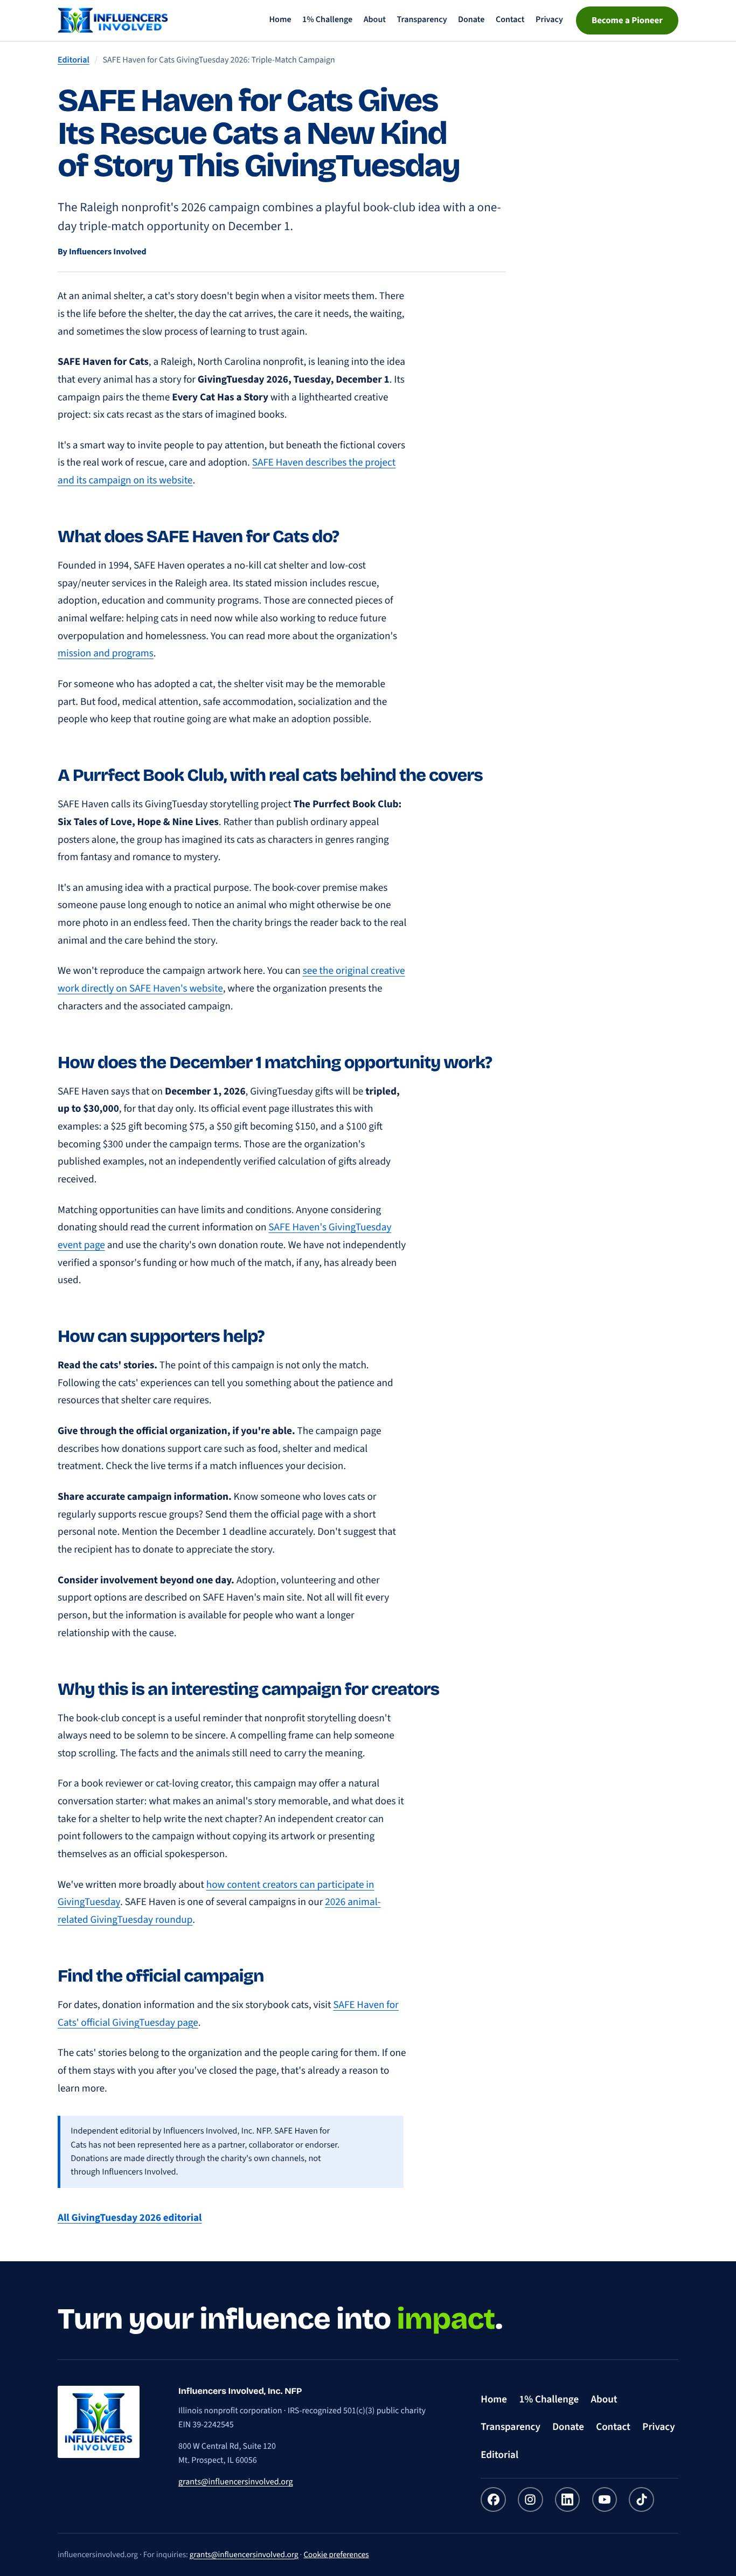 INFLUENCERS
INVOLVED
Home 1% Challenge About Transparency Donate Contact Privacy Become a Pioneer
Editorial / SAFE Haven for Cats GivingTuesday 2026: Triple-Match Campaign
SAFE Haven for Cats Gives
Its Rescue Cats a New Kind
of Story This GivingTuesday
The Raleigh nonprofit's 2026 campaign combines a playful book-club idea with a one-
day triple-match opportunity on December 1.
By Influencers Involved
At an animal shelter, a cat's story doesn't begin when a visitor meets them. There
is the life before the shelter, the day the cat arrives, the care it needs, the waiting,
and sometimes the slow process of learning to trust again.
SAFE Haven for Cats, a Raleigh, North Carolina nonprofit, is leaning into the idea
that every animal has a story for GivingTuesday 2026, Tuesday, December 1. Its
campaign pairs the theme Every Cat Has a Story with a lighthearted creative
project: six cats recast as the stars of imagined books.
It's a smart way to invite people to pay attention, but beneath the fictional covers
is the real work of rescue, care and adoption. SAFE Haven describes the project
and its campaign on its website.
What does SAFE Haven for Cats do?
Founded in 1994, SAFE Haven operates a no-kill cat shelter and low-cost
spay/neuter services in the Raleigh area. Its stated mission includes rescue,
adoption, education and community programs. Those are connected pieces of
animal welfare: helping cats in need now while also working to reduce future
overpopulation and homelessness. You can read more about the organization's
mission and programs.
For someone who has adopted a cat, the shelter visit may be the memorable
part. But food, medical attention, safe accommodation, socialization and the
people who keep that routine going are what make an adoption possible.
A Purrfect Book Club, with real cats behind the covers
SAFE Haven calls its GivingTuesday storytelling project The Purrfect Book Club:
Six Tales of Love, Hope & Nine Lives. Rather than publish ordinary appeal
posters alone, the group has imagined its cats as characters in genres ranging
from fantasy and romance to mystery.
It's an amusing idea with a practical purpose. The book-cover premise makes
someone pause long enough to notice an animal who might otherwise be one
more photo in an endless feed. Then the charity brings the reader back to the real
animal and the care behind the story.
We won't reproduce the campaign artwork here. You can see the original creative
work directly on SAFE Haven's website, where the organization presents the
characters and the associated campaign.
How does the December 1 matching opportunity work?
SAFE Haven says that on December 1, 2026, GivingTuesday gifts will be tripled,
up to $30,000, for that day only. Its official event page illustrates this with
examples: a $25 gift becoming $75, a $50 gift becoming $150, and a $100 gift
becoming $300 under the campaign terms. Those are the organization's
published examples, not an independently verified calculation of gifts already
received.
Matching opportunities can have limits and conditions. Anyone considering
donating should read the current information on SAFE Haven's GivingTuesday
event page and use the charity's own donation route. We have not independently
verified a sponsor's funding or how much of the match, if any, has already been
used.
How can supporters help?
Read the cats' stories. The point of this campaign is not only the match.
Following the cats' experiences can tell you something about the patience and
resources that shelter care requires.
Give through the official organization, if you're able. The campaign page
describes how donations support care such as food, shelter and medical
treatment. Check the live terms if a match influences your decision.
Share accurate campaign information. Know someone who loves cats or
regularly supports rescue groups? Send them the official page with a short
personal note. Mention the December 1 deadline accurately. Don't suggest that
the recipient has to donate to appreciate the story.
Consider involvement beyond one day. Adoption, volunteering and other
support options are described on SAFE Haven's main site. Not all will fit every
person, but the information is available for people who want a longer
relationship with the cause.
Why this is an interesting campaign for creators
The book-club concept is a useful reminder that nonprofit storytelling doesn't
always need to be solemn to be sincere. A compelling frame can help someone
stop scrolling. The facts and the animals still need to carry the meaning.
For a book reviewer or cat-loving creator, this campaign may offer a natural
conversation starter: what makes an animal's story memorable, and what does it
take for a shelter to help write the next chapter? An independent creator can
point followers to the campaign without copying its artwork or presenting
themselves as an official spokesperson.
We've written more broadly about how content creators can participate in
GivingTuesday. SAFE Haven is one of several campaigns in our 2026 animal-
related GivingTuesday roundup.
Find the official campaign
For dates, donation information and the six storybook cats, visit SAFE Haven for
Cats' official GivingTuesday page.
The cats' stories belong to the organization and the people caring for them. If one
of them stays with you after you've closed the page, that's already a reason to
learn more.
Independent editorial by Influencers Involved, Inc. NFP. SAFE Haven for
Cats has not been represented here as a partner, collaborator or endorser.
Donations are made directly through the charity's own channels, not
through Influencers Involved.
All GivingTuesday 2026 editorial
Turn your influence into impact.
INFLUENCERS
INVOLVED
Influencers Involved, Inc. NFP
Illinois nonprofit corporation · IRS-recognized 501(c)(3) public charity
EIN 39-2242545
800 W Central Rd, Suite 120
Mt. Prospect, IL 60056
grants@influencersinvolved.org
Home 1% Challenge About
Transparency Donate Contact Privacy
Editorial
influencersinvolved.org · For inquiries: grants@influencersinvolved.org · Cookie preferences